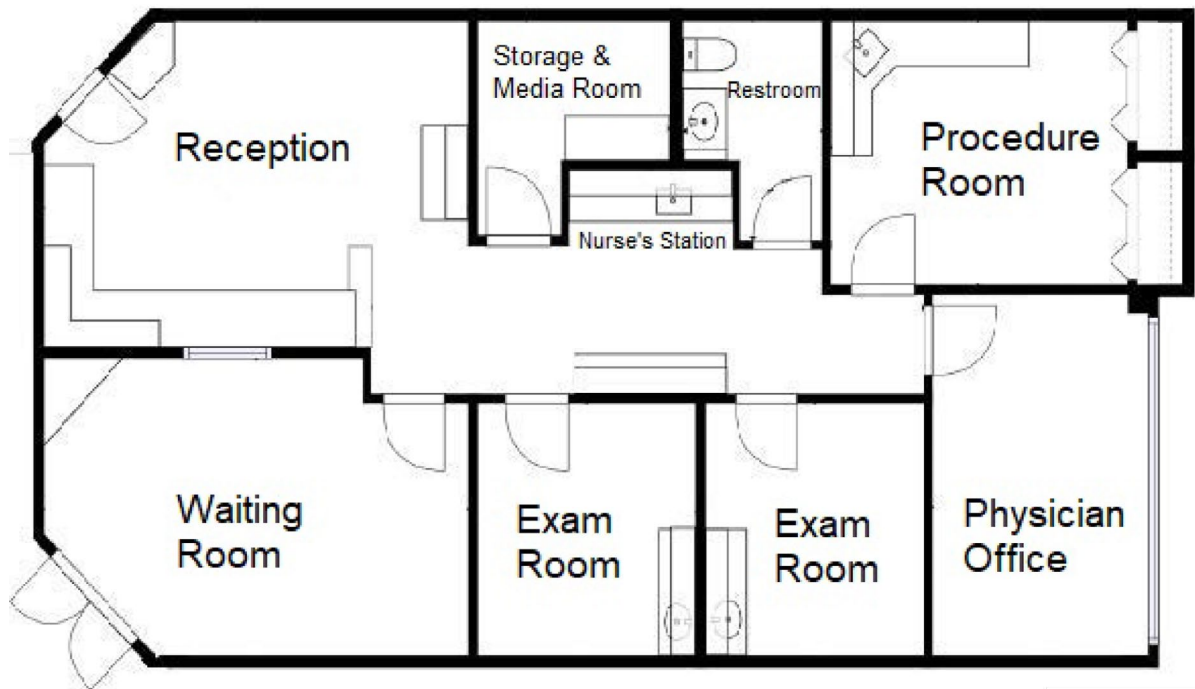 Storage &
Media Room
Restroom
Reception
Procedure
Room
Nurse's Station
Waiting
Room
Exam
Room
Exam
Room
Physician
Office